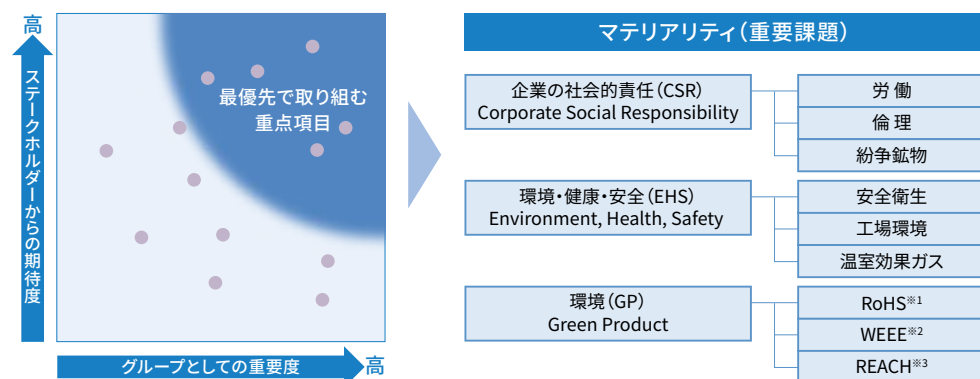 高
ステークホルダーからの期待度
最優先で取り組む
重点項目
グループとしての重要度
高
マテリアリティ（重要課題）
企業の社会的責任（CSR）
Corporate Social Responsibility
労 働
倫 理
紛争鉱物
環境・健康・安全（EHS）
Environment, Health, Safety
安全衛生
工場環境
温室効果ガス
環境（GP）
Green Product
RoHS※1
WEEE※2
REACH※3